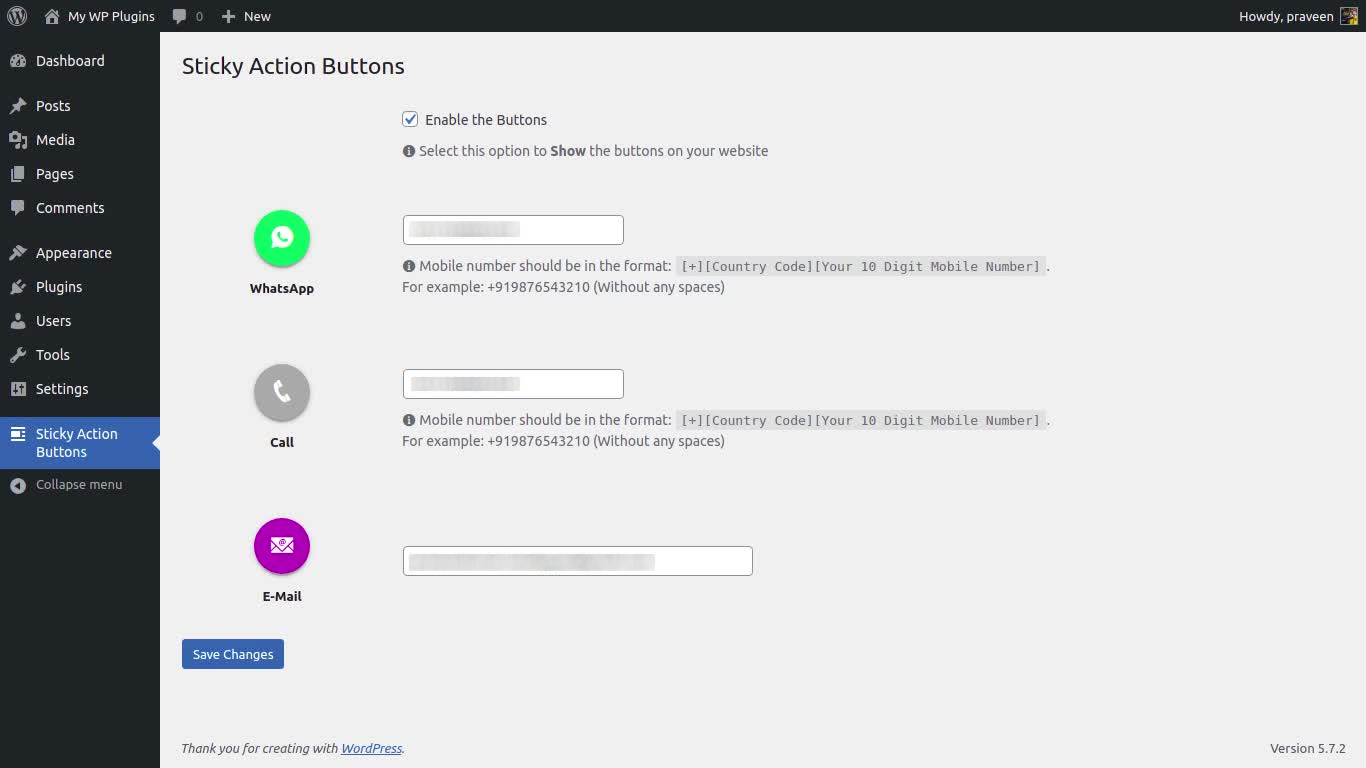 My WP Plugins 0 New Howdy, praveen
Dashboard
Posts
Media
Pages
Comments
Appearance
Plugins
Users
Tools
Settings
Sticky Action
Buttons
Collapse menu
Sticky Action Buttons
Enable the Buttons
Select this option to Show the buttons on your website
WhatsApp
Mobile number should be in the format: [+][Country Code][Your 10 Digit Mobile Number] .
For example: +919876543210 (Without any spaces)
Call
Mobile number should be in the format: [+][Country Code][Your 10 Digit Mobile Number] .
For example: +919876543210 (Without any spaces)
@
E-Mail
Save Changes
Thank you for creating with WordPress. Version 5.7.2